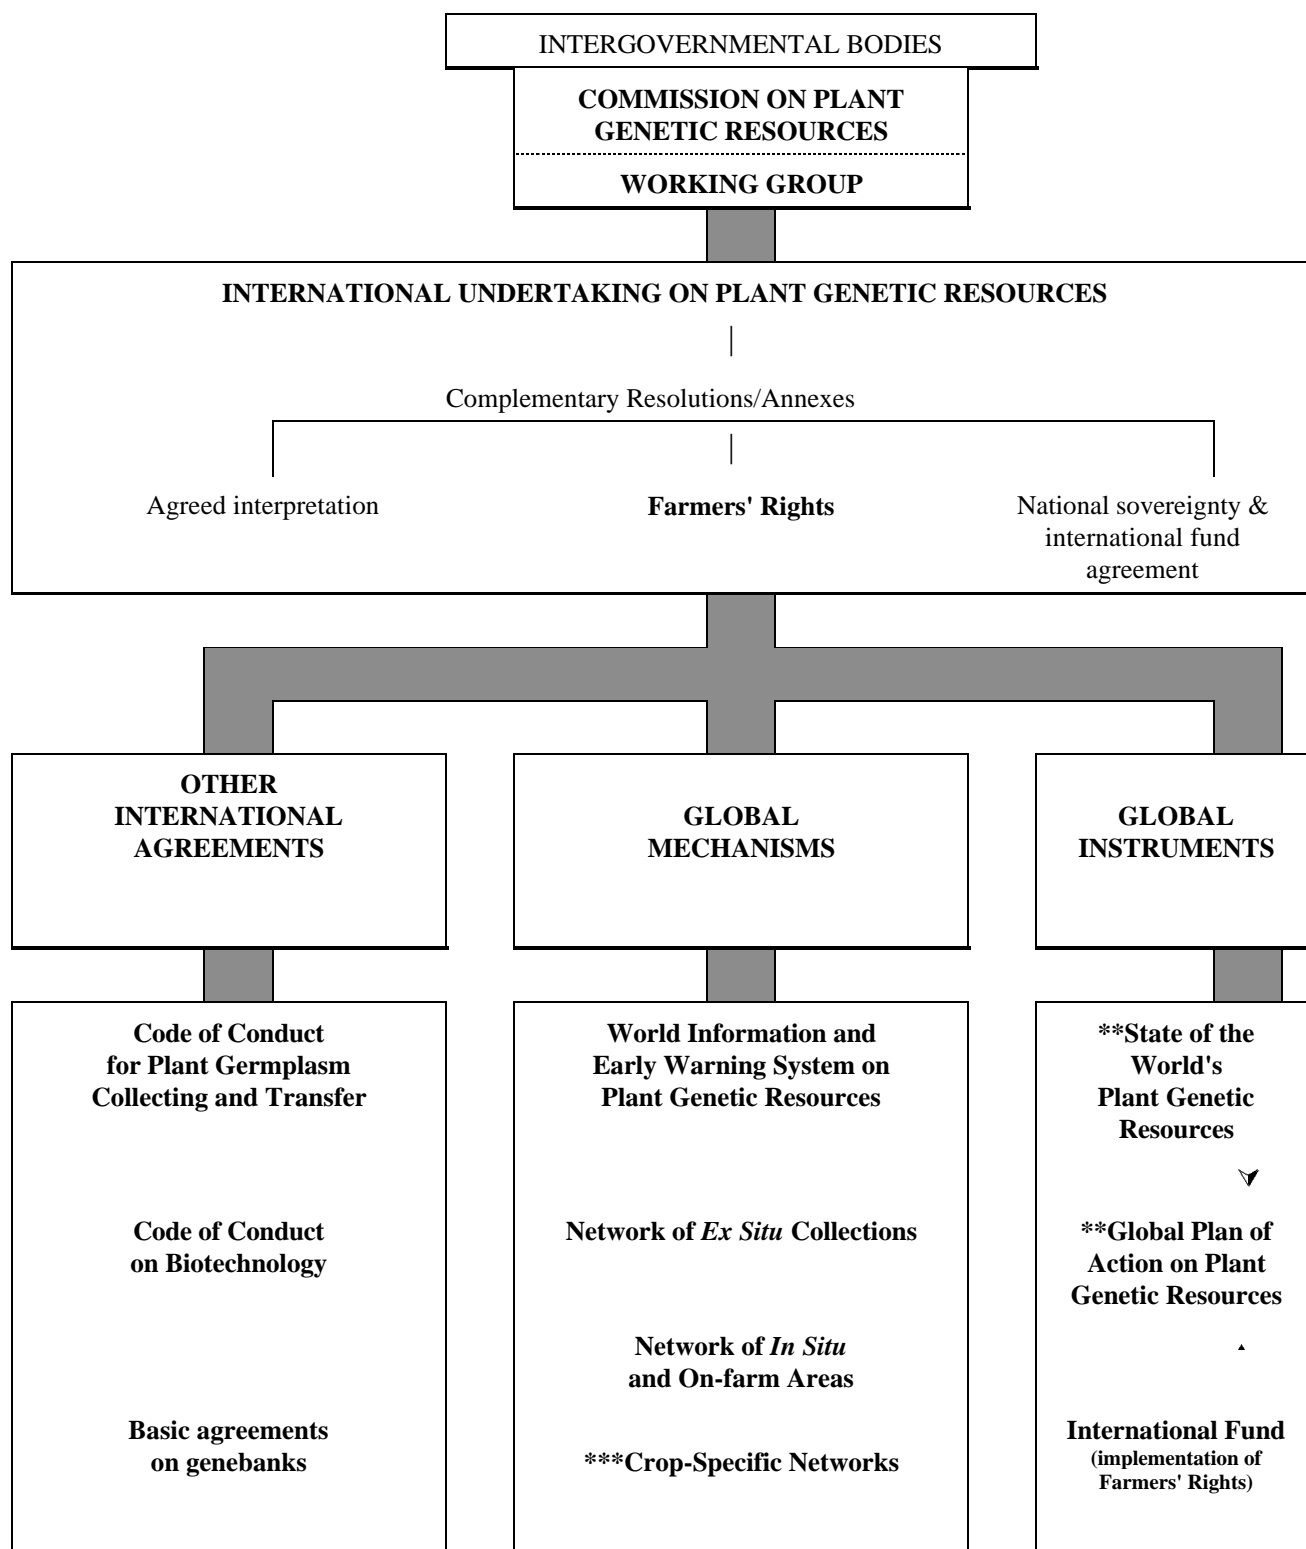 INTERGOVERNMENTAL BODIES
COMMISSION ON PLANT
GENETIC RESOURCES
WORKING GROUP
INTERNATIONAL UNDERTAKING ON PLANT GENETIC RESOURCES
Complementary Resolutions/Annexes
Agreed interpretation
Farmers' Rights
National sovereignty &
international fund
agreement
OTHER
INTERNATIONAL
AGREEMENTS
GLOBAL
MECHANISMS
GLOBAL
INSTRUMENTS
Code of Conduct
for Plant Germplasm
Collecting and Transfer
Code of Conduct
on Biotechnology
Basic agreements
on genebanks
World Information and
Early Warning System on
Plant Genetic Resources
Network of Ex Situ Collections
Network of In Situ
and On-farm Areas
***Crop-Specific Networks
**State of the
World's
Plant Genetic
Resources
**Global Plan of
Action on Plant
Genetic Resources
International Fund
(implementation of
Farmers' Rights)